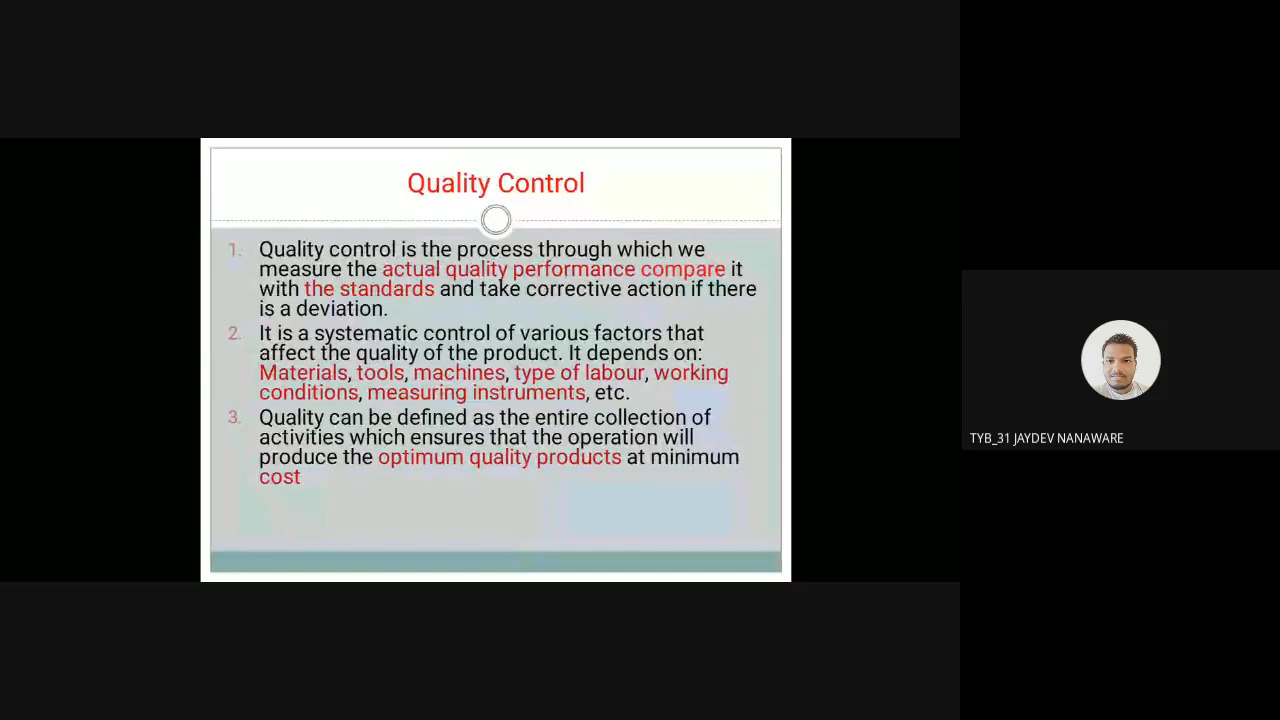 Quality Control
1. Quality control is the process through which we
measure the actual quality performance compare it
with the standards and take corrective action if there
is a deviation.
2. It is a systematic control of various factors that
affect the quality of the product. It depends on:
Materials, tools, machines, type of labour, working
conditions, measuring instruments, etc.
3. Quality can be defined as the entire collection of
activities which ensures that the operation will
produce the optimum quality products at minimum
cost
TYB_31 JAYDEV NANAWARE